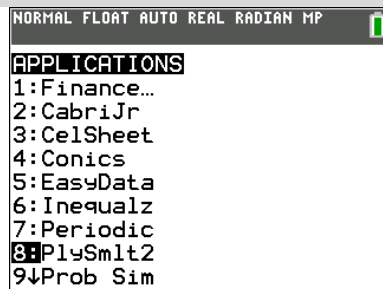 NORMAL FLOAT AUTO REAL RADIAN MP
APPLICATIONS
1:Finance…
2:CabriJr
3:CelSheet
4:Conics
5:EasyData
6:Inequalz
7:Periodic
8:PlySmlt2
9↓Prob Sim